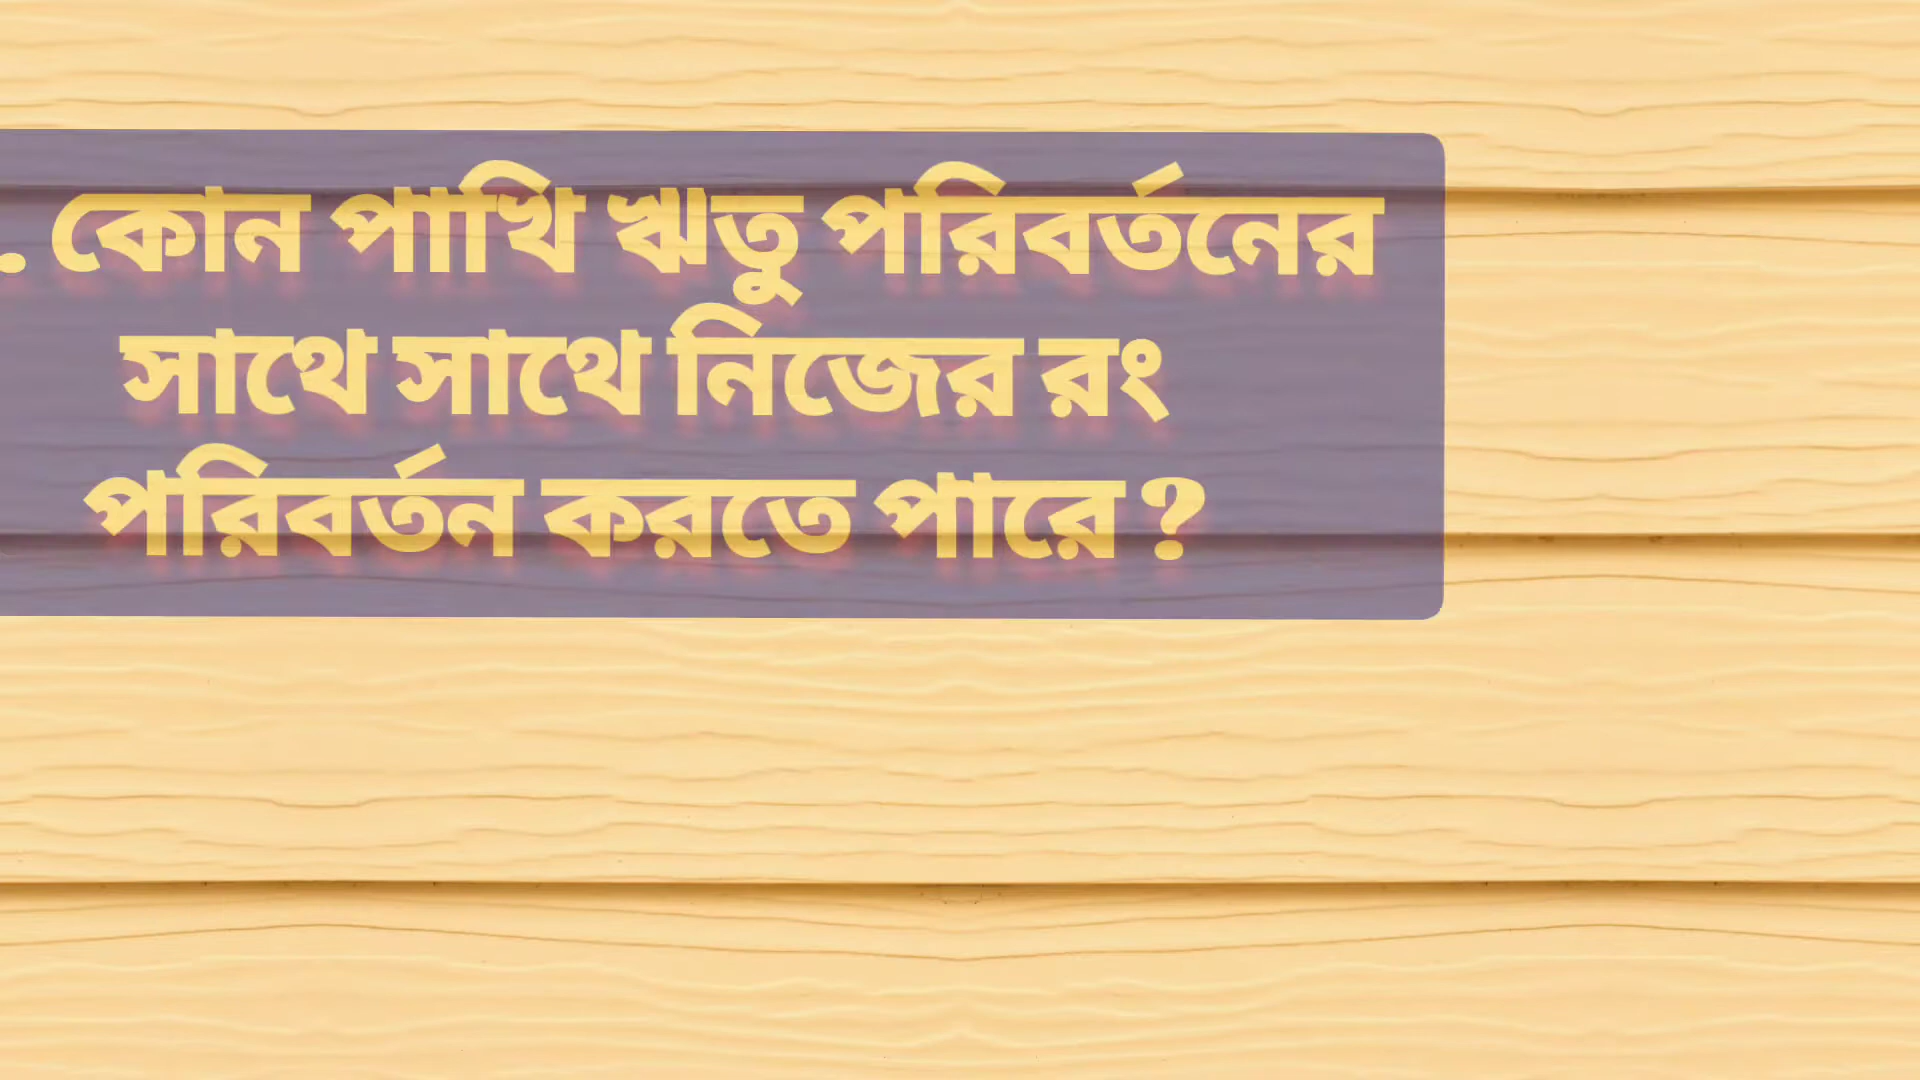 . কোন পাখি ঋতু পরিবর্তনের
সাথে সাথে নিজের রং
পরিবর্তন করতে পারে ?